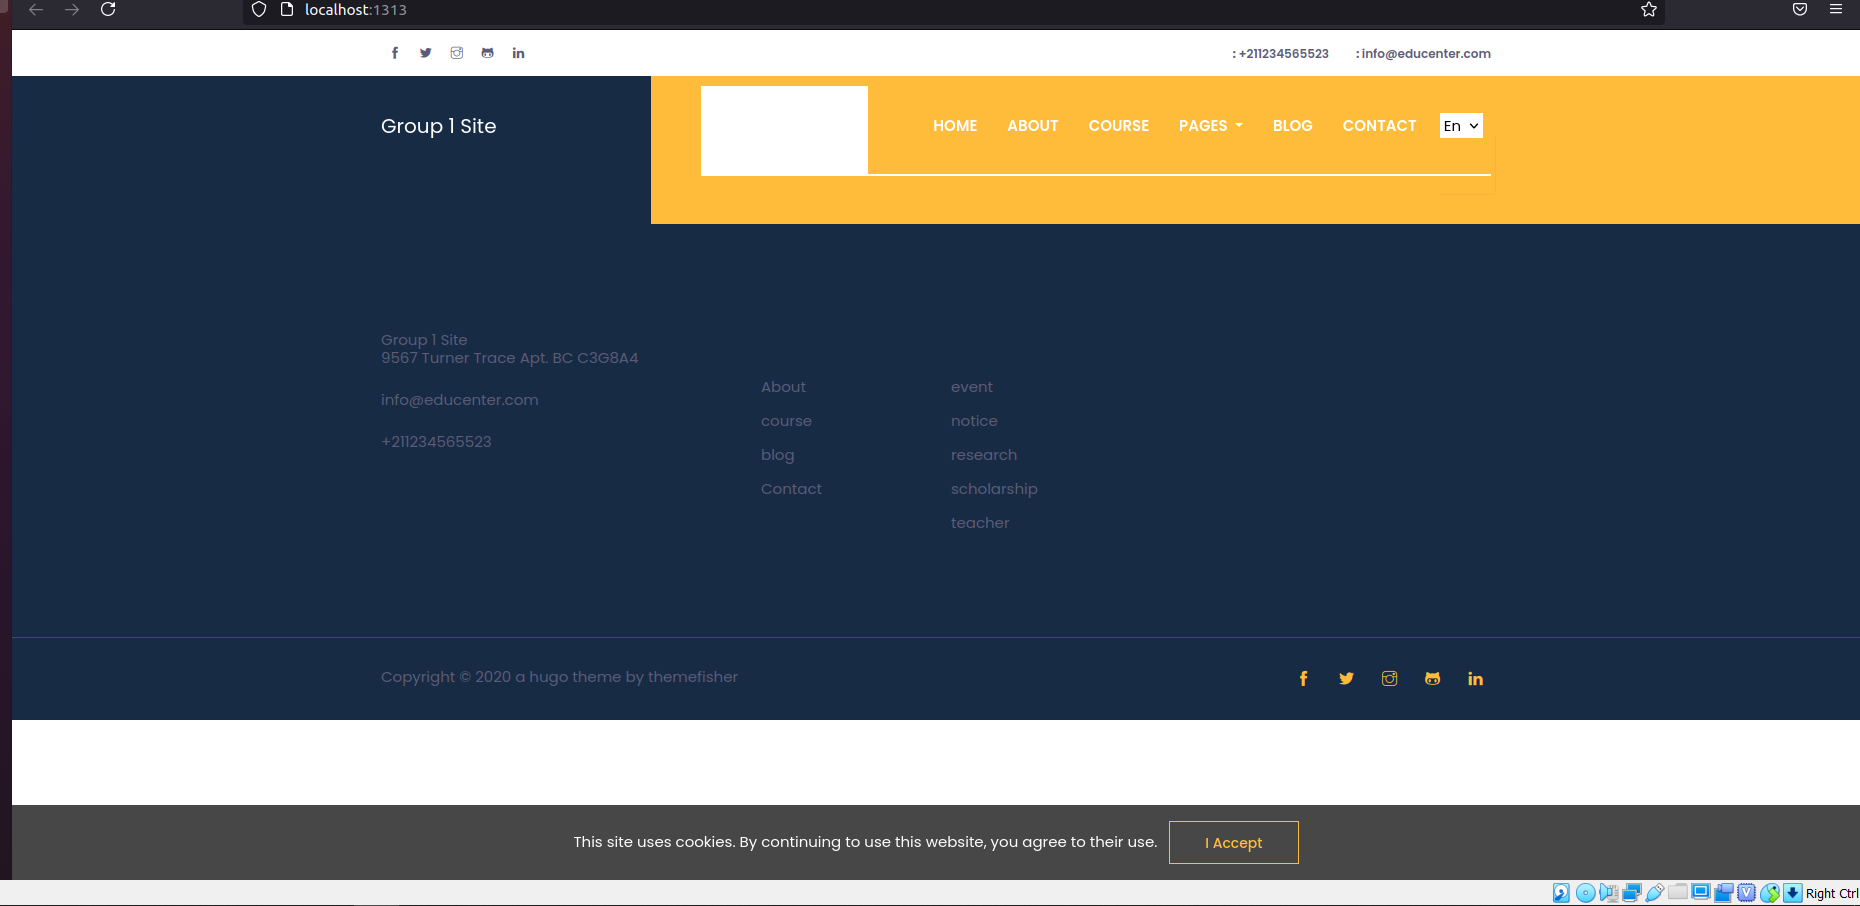 localhost:1313
: +211234565523 : info@educenter.com
Group 1 Site
HOME ABOUT COURSE PAGES BLOG CONTACT En
Group 1 Site
9567 Turner Trace Apt. BC C3G8A4
info@educenter.com
+211234565523
About
course
blog
Contact
event
notice
research
scholarship
teacher
Copyright © 2020 a hugo theme by themefisher
This site uses cookies. By continuing to use this website, you agree to their use. I Accept
Right Ctrl